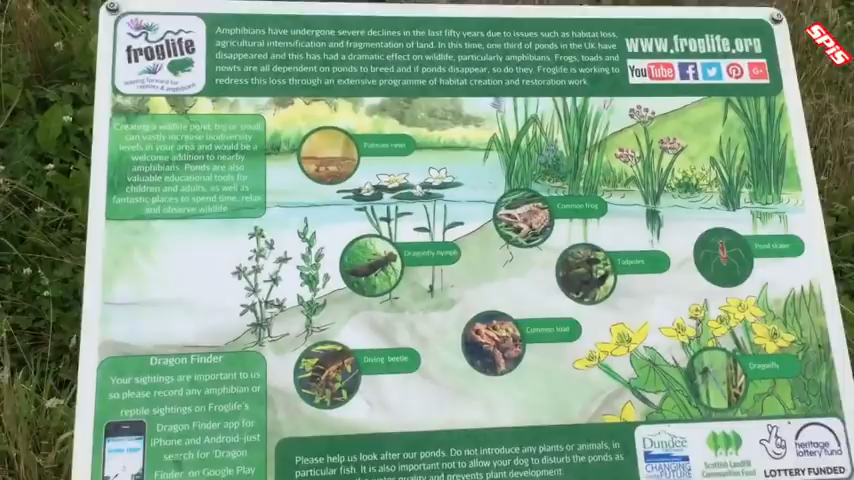 Amphibians have undergone severe declines in the last fifty years due to issues such as habitat loss,
agricultural intensification and fragmentation of land. In this time, one third of ponds in the UK have
disappeared and this has had a dramatic effect on wildlife, particularly amphibians. Frogs, toads and
newts are all dependent on ponds to breed and if ponds disappear, so do they. Froglife is working to
redress this loss through an extensive programme of habitat creation and restoration work.
froglife
leaping forward for
reptiles & amphibians
www.froglife.org
YouTube
SPiS
Creating a wildlife pond, big or small
can vastly increase biodiversity
levels in your area and would be a
welcome addition to nearby
amphibians. Ponds are also
valuable educational tools for
children and adults, as well as
fantastic places to spend time, relax
and observe wildlife.
Palmate newt
Common frog
Dragonfly nymph
Tadpoles
Pond skater
Common toad
Diving beetle
Dragonfly
Dragon Finder
Your sightings are important to us
so please record any amphibian or
reptile sightings on Froglife's
Dragon Finder app for
iPhone and Android-just
search for 'Dragon
Finder' on Google Play
Please help us look after our ponds. Do not introduce any plants or animals, in
particular fish. It is also important not to allow your dog to disturb the ponds as
water quality and prevents plant development.
Dundee
CHANGING
FUTURE
Scottish Landfill
Communities Fund
heritage
lottery fund
LOTTERY FUNDED